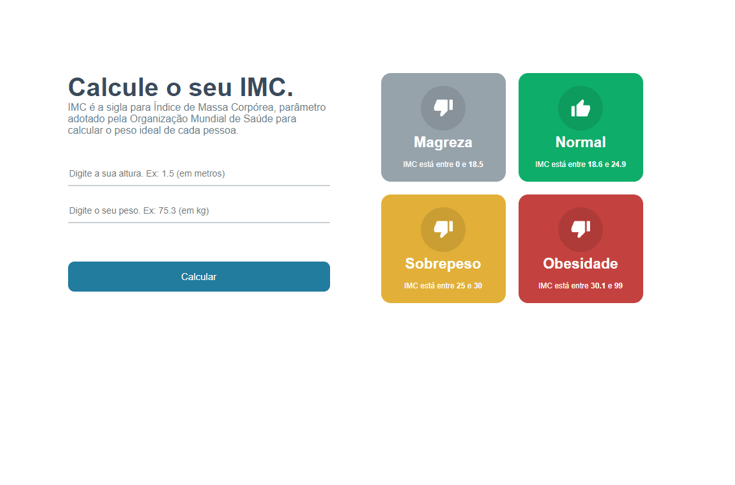 Calcule o seu IMC.
IMC é a sigla para Índice de Massa Corpórea, parâmetro
adotado pela Organização Mundial de Saúde para
calcular o peso ideal de cada pessoa.
Digite a sua altura. Ex: 1.5 (em metros)
Digite o seu peso. Ex: 75.3 (em kg)
Calcular
Magreza
IMC está entre 0 e 18.5
Normal
IMC está entre 18.6 e 24.9
Sobrepeso
IMC está entre 25 e 30
Obesidade
IMC está entre 30.1 e 99